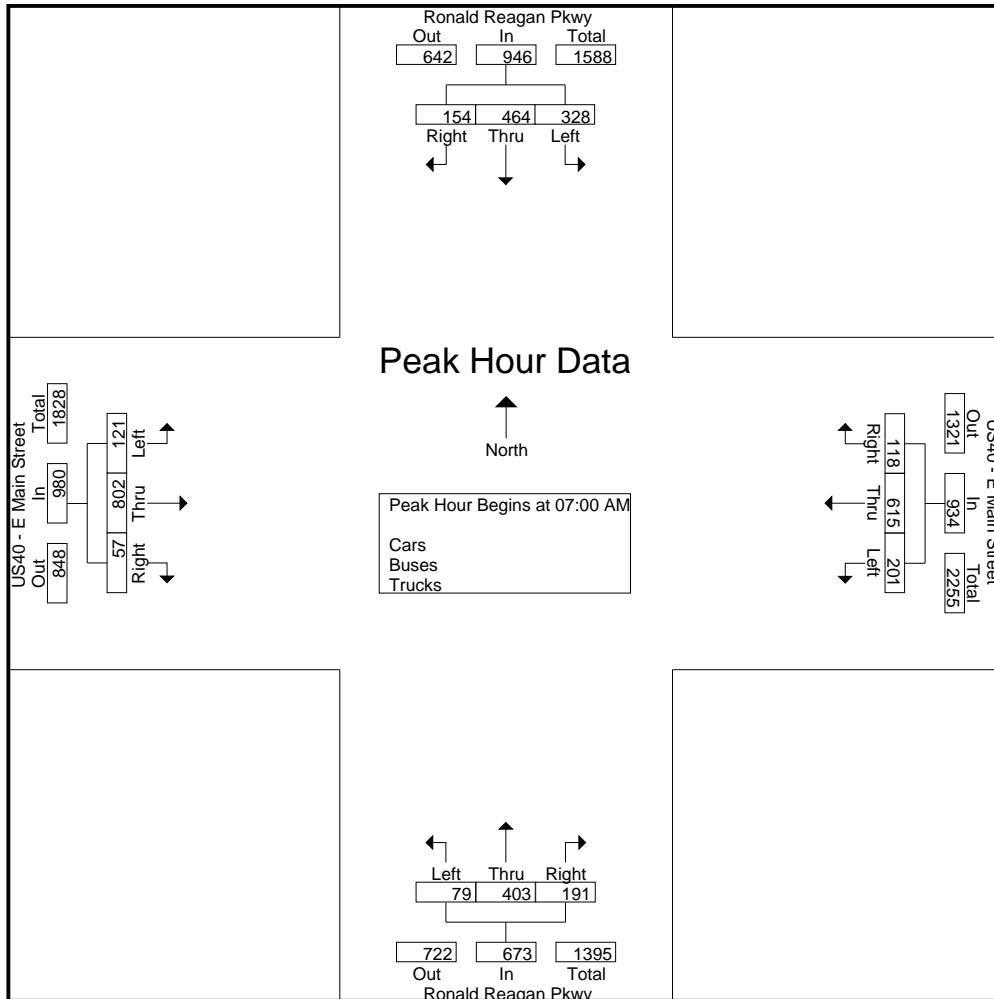 Ronald Reagan Pkwy
Out In Total
642 946 1588
154 464 328
Right Thru Left
Peak Hour Data
North
Peak Hour Begins at 07:00 AM
Cars
Buses
Trucks
US40 - E Main Street
Out In Total
848 980 1828
57 802 121
Right Thru Left
US40 - E Main Street
Out In Total
1321 934 2255
118 615 201
Right Thru Left
Left Thru Right
79 403 191
722 673 1395
Out In Total
Ronald Reagan Pkwy